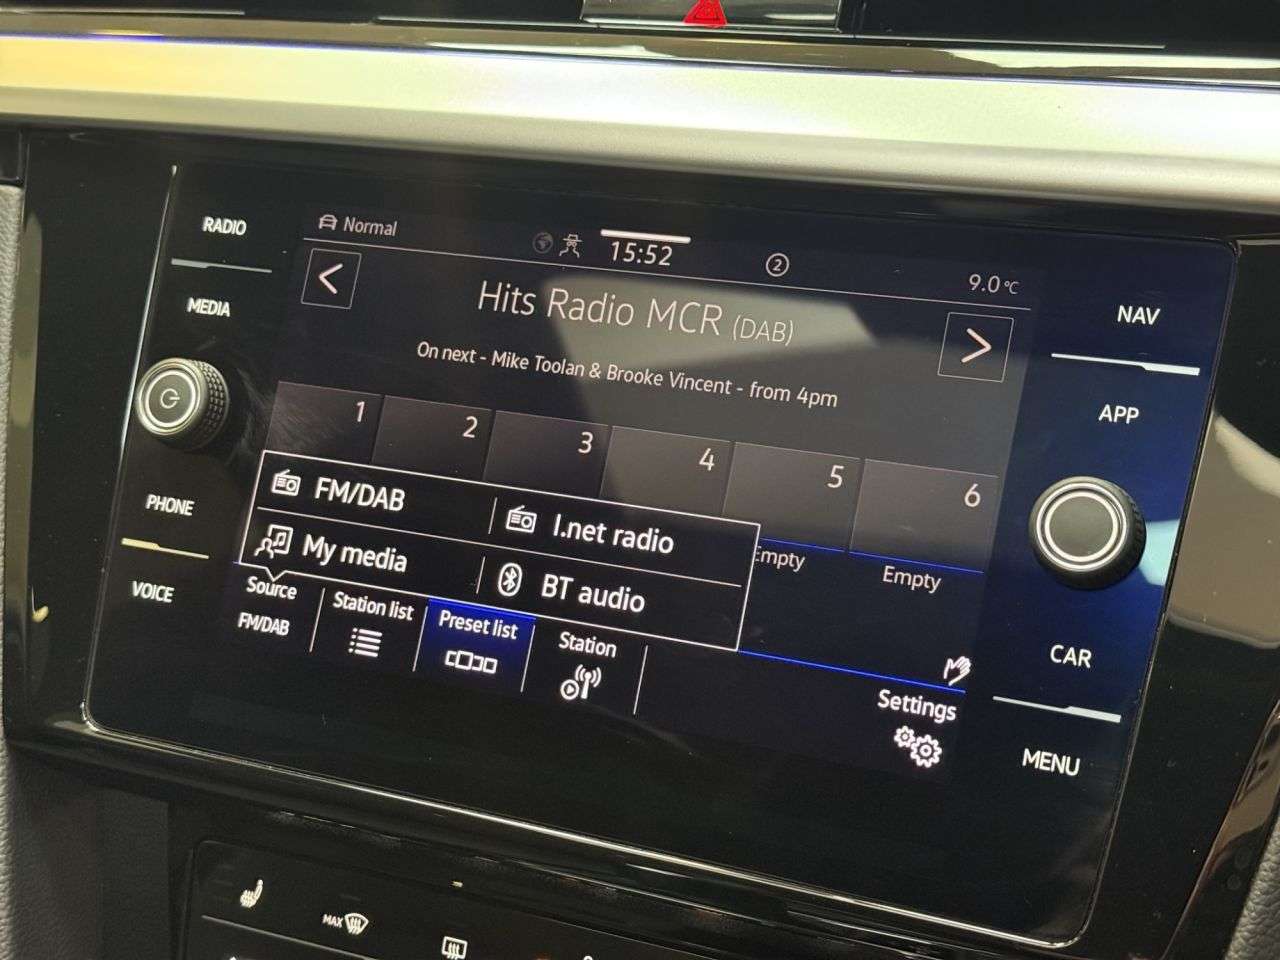 RADIO
MEDIA
PHONE
VOICE
Normal
15:52
2
9.0°C
Hits Radio MCR (DAB)
On next - Mike Toolan & Brooke Vincent - from 4pm
1
2
3
4
5
6
FM/DAB
I.net radio
My media
BT audio
Empty
Empty
Source
FM/DAB
Station list
Preset list
Station
Settings
NAV
APP
CAR
MENU
MAX